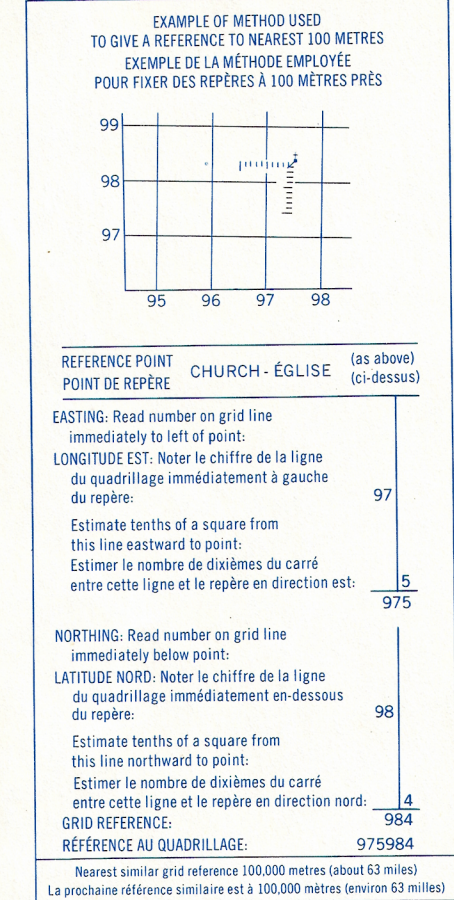 EXAMPLE OF METHOD USED
TO GIVE A REFERENCE TO NEAREST 100 METRES
EXEMPLE DE LA MÉTHODE EMPLOYÉE
POUR FIXER DES REPÈRES À 100 MÈTRES PRÈS
99
98
97
95 96 97 98
REFERENCE POINT
POINT DE REPÈRE
CHURCH - ÉGLISE
(as above)
(ci-dessus)
EASTING: Read number on grid line
immediately to left of point:
LONGITUDE EST: Noter le chiffre de la ligne
du quadrillage immédiatement à gauche
du repère: 97
Estimate tenths of a square from
this line eastward to point:
Estimer le nombre de dixièmes du carré
entre cette ligne et le repère en direction est: 5
975
NORTHING: Read number on grid line
immediately below point:
LATITUDE NORD: Noter le chiffre de la ligne
du quadrillage immédiatement en-dessous
du repère: 98
Estimate tenths of a square from
this line northward to point:
Estimer le nombre de dixièmes du carré
entre cette ligne et le repère en direction nord: 4
GRID REFERENCE: 984
RÉFÉRENCE AU QUADRILLAGE: 975984
Nearest similar grid reference 100,000 metres (about 63 miles)
La prochaine référence similaire est à 100,000 mètres (environ 63 milles)